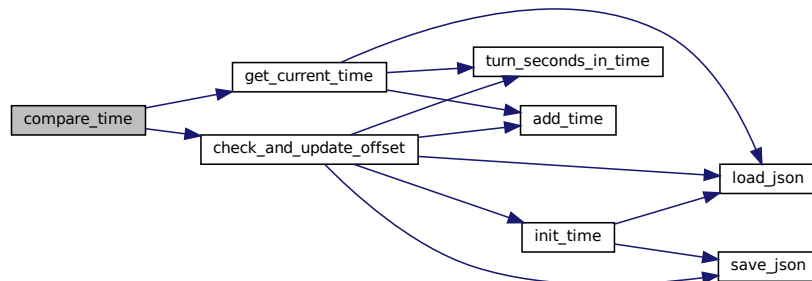 compare_time
get_current_time
check_and_update_offset
turn_seconds_in_time
add_time
init_time
load_json
save_json